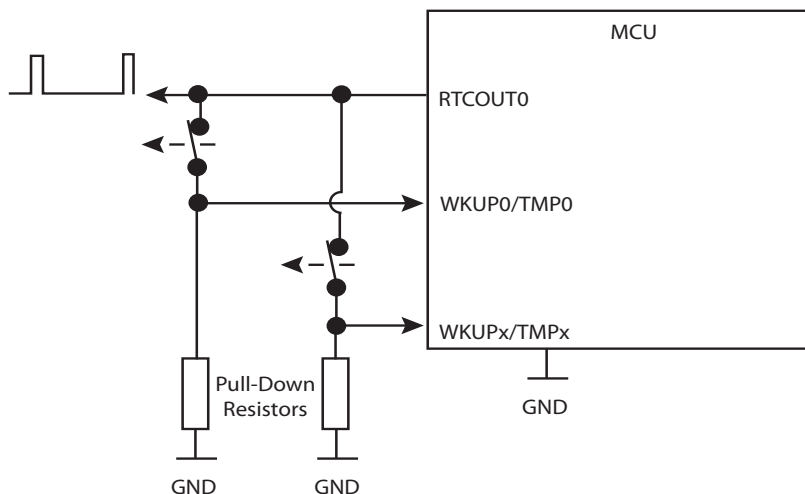 MCU
RTCOUT0
WKUP0/TMP0
WKUPx/TMPx
Pull-Down
Resistors
GND
GND
GND